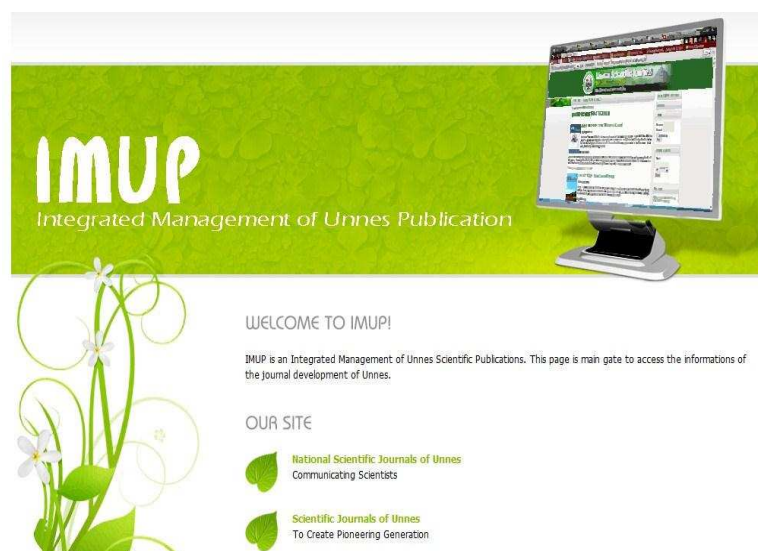 IMUP
Integrated Management of Unnes Publication
WELCOME TO IMUP!
IMUP is an Integrated Management of Unnes Scientific Publications. This page is main gate to access the informations of
the journal development of Unnes.
OUR SITE
National Scientific Journals of Unnes
Communicating Scientists
Scientific Journals of Unnes
To Create Pioneering Generation